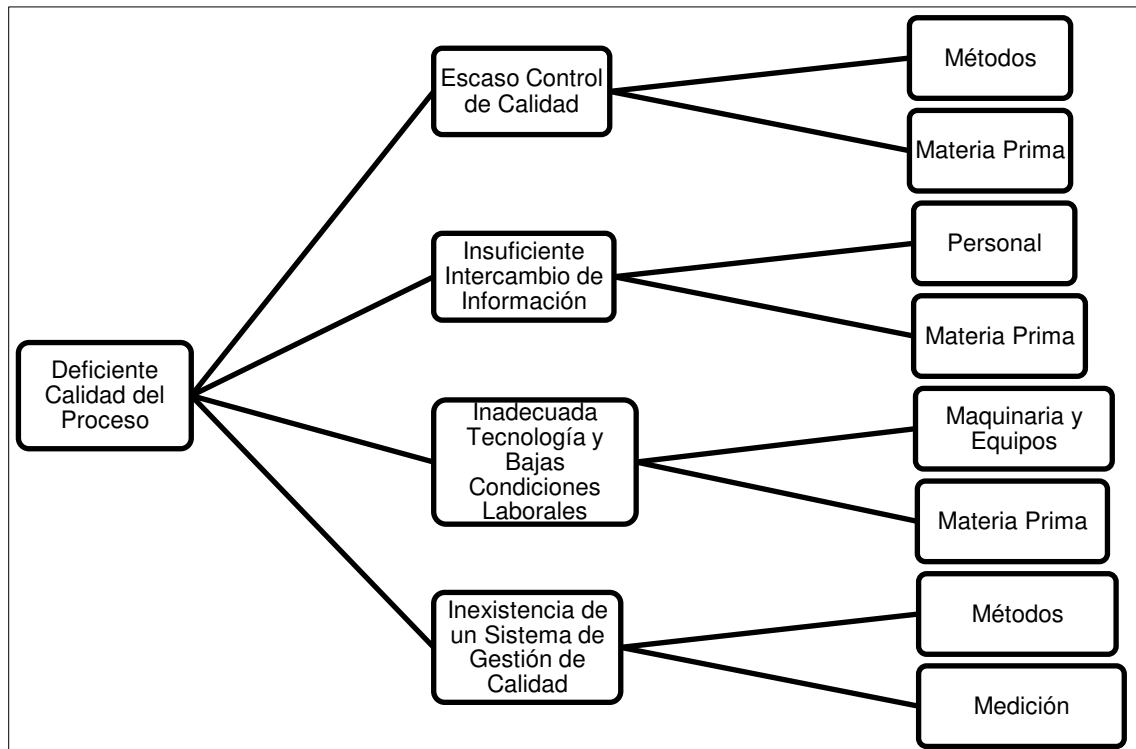 Deficiente
Calidad del
Proceso
Escaso Control
de Calidad
Métodos
Materia Prima
Insuficiente
Intercambio de
Información
Personal
Materia Prima
Inadecuada
Tecnología y
Bajas
Condiciones
Laborales
Maquinaria y
Equipos
Materia Prima
Inexistencia de
un Sistema de
Gestión de
Calidad
Métodos
Medición